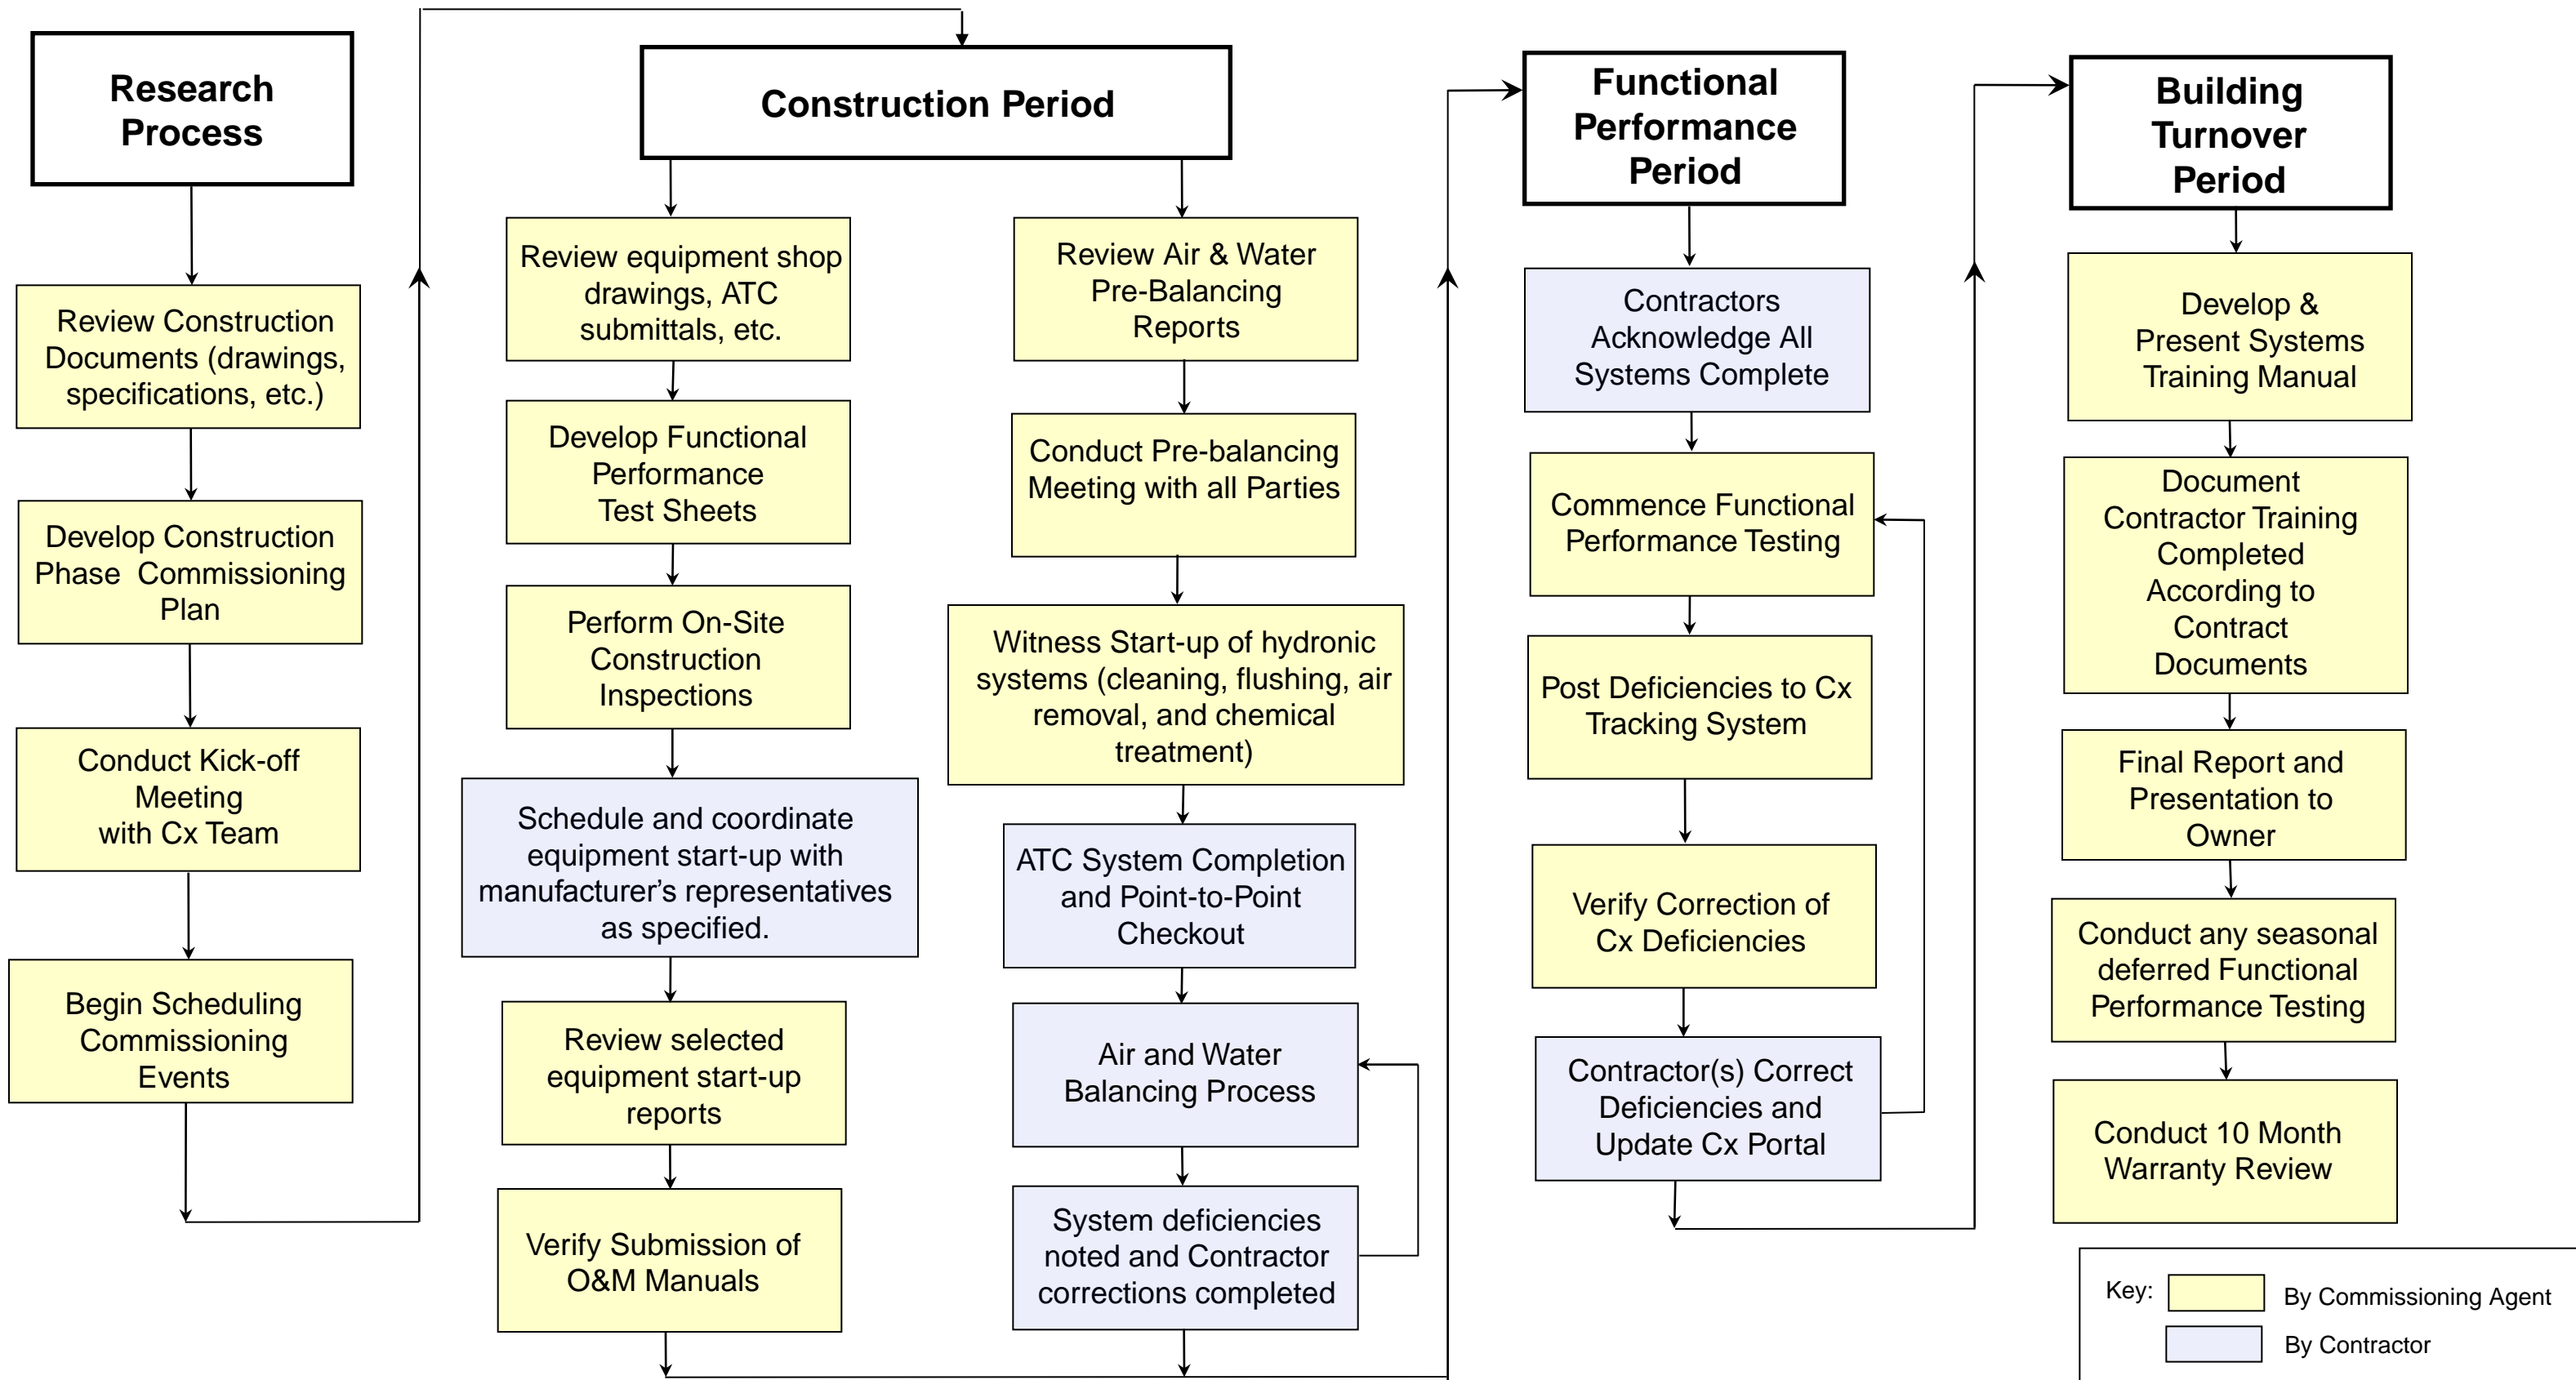 Research
Process
Review Construction
Documents (drawings,
specifications, etc.)
Develop Construction
Phase Commissioning
Plan
Conduct Kick-off
Meeting
with Cx Team
Begin Scheduling
Commissioning
Events
Construction Period
Review equipment shop
drawings, ATC
submittals, etc.
Develop Functional
Performance
Test Sheets
Perform On-Site
Construction
Inspections
Schedule and coordinate
equipment start-up with
manufacturer’s representatives
as specified.
Review selected
equipment start-up
reports
Verify Submission of
O&M Manuals
Review Air & Water
Pre-Balancing
Reports
Conduct Pre-balancing
Meeting with all Parties
Witness Start-up of hydronic
systems (cleaning, flushing, air
removal, and chemical
treatment)
ATC System Completion
and Point-to-Point
Checkout
Air and Water
Balancing Process
System deficiencies
noted and Contractor
corrections completed
Functional
Performance
Period
Contractors
Acknowledge All
Systems Complete
Commence Functional
Performance Testing
Post Deficiencies to Cx
Tracking System
Verify Correction of
Cx Deficiencies
Contractor(s) Correct
Deficiencies and
Update Cx Portal
Building
Turnover
Period
Develop &
Present Systems
Training Manual
Document
Contractor Training
Completed
According to
Contract
Documents
Final Report and
Presentation to
Owner
Conduct any seasonal
deferred Functional
Performance Testing
Conduct 10 Month
Warranty Review
Key:
By Commissioning Agent
By Contractor